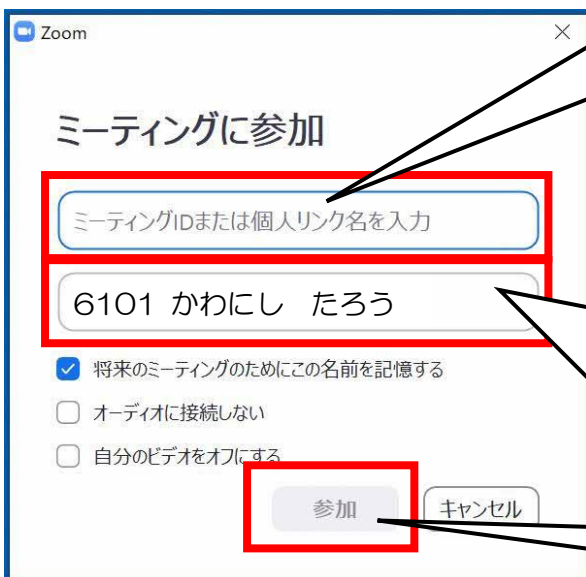 Zoom
ミーティングに参加
ミーティングIDまたは個人リンク名を入力
6101 かわにし たろう
将来のミーティングのためにこの名前を記憶する
オーディオに接続しない
自分のビデオをオフにする
参加 キャンセル